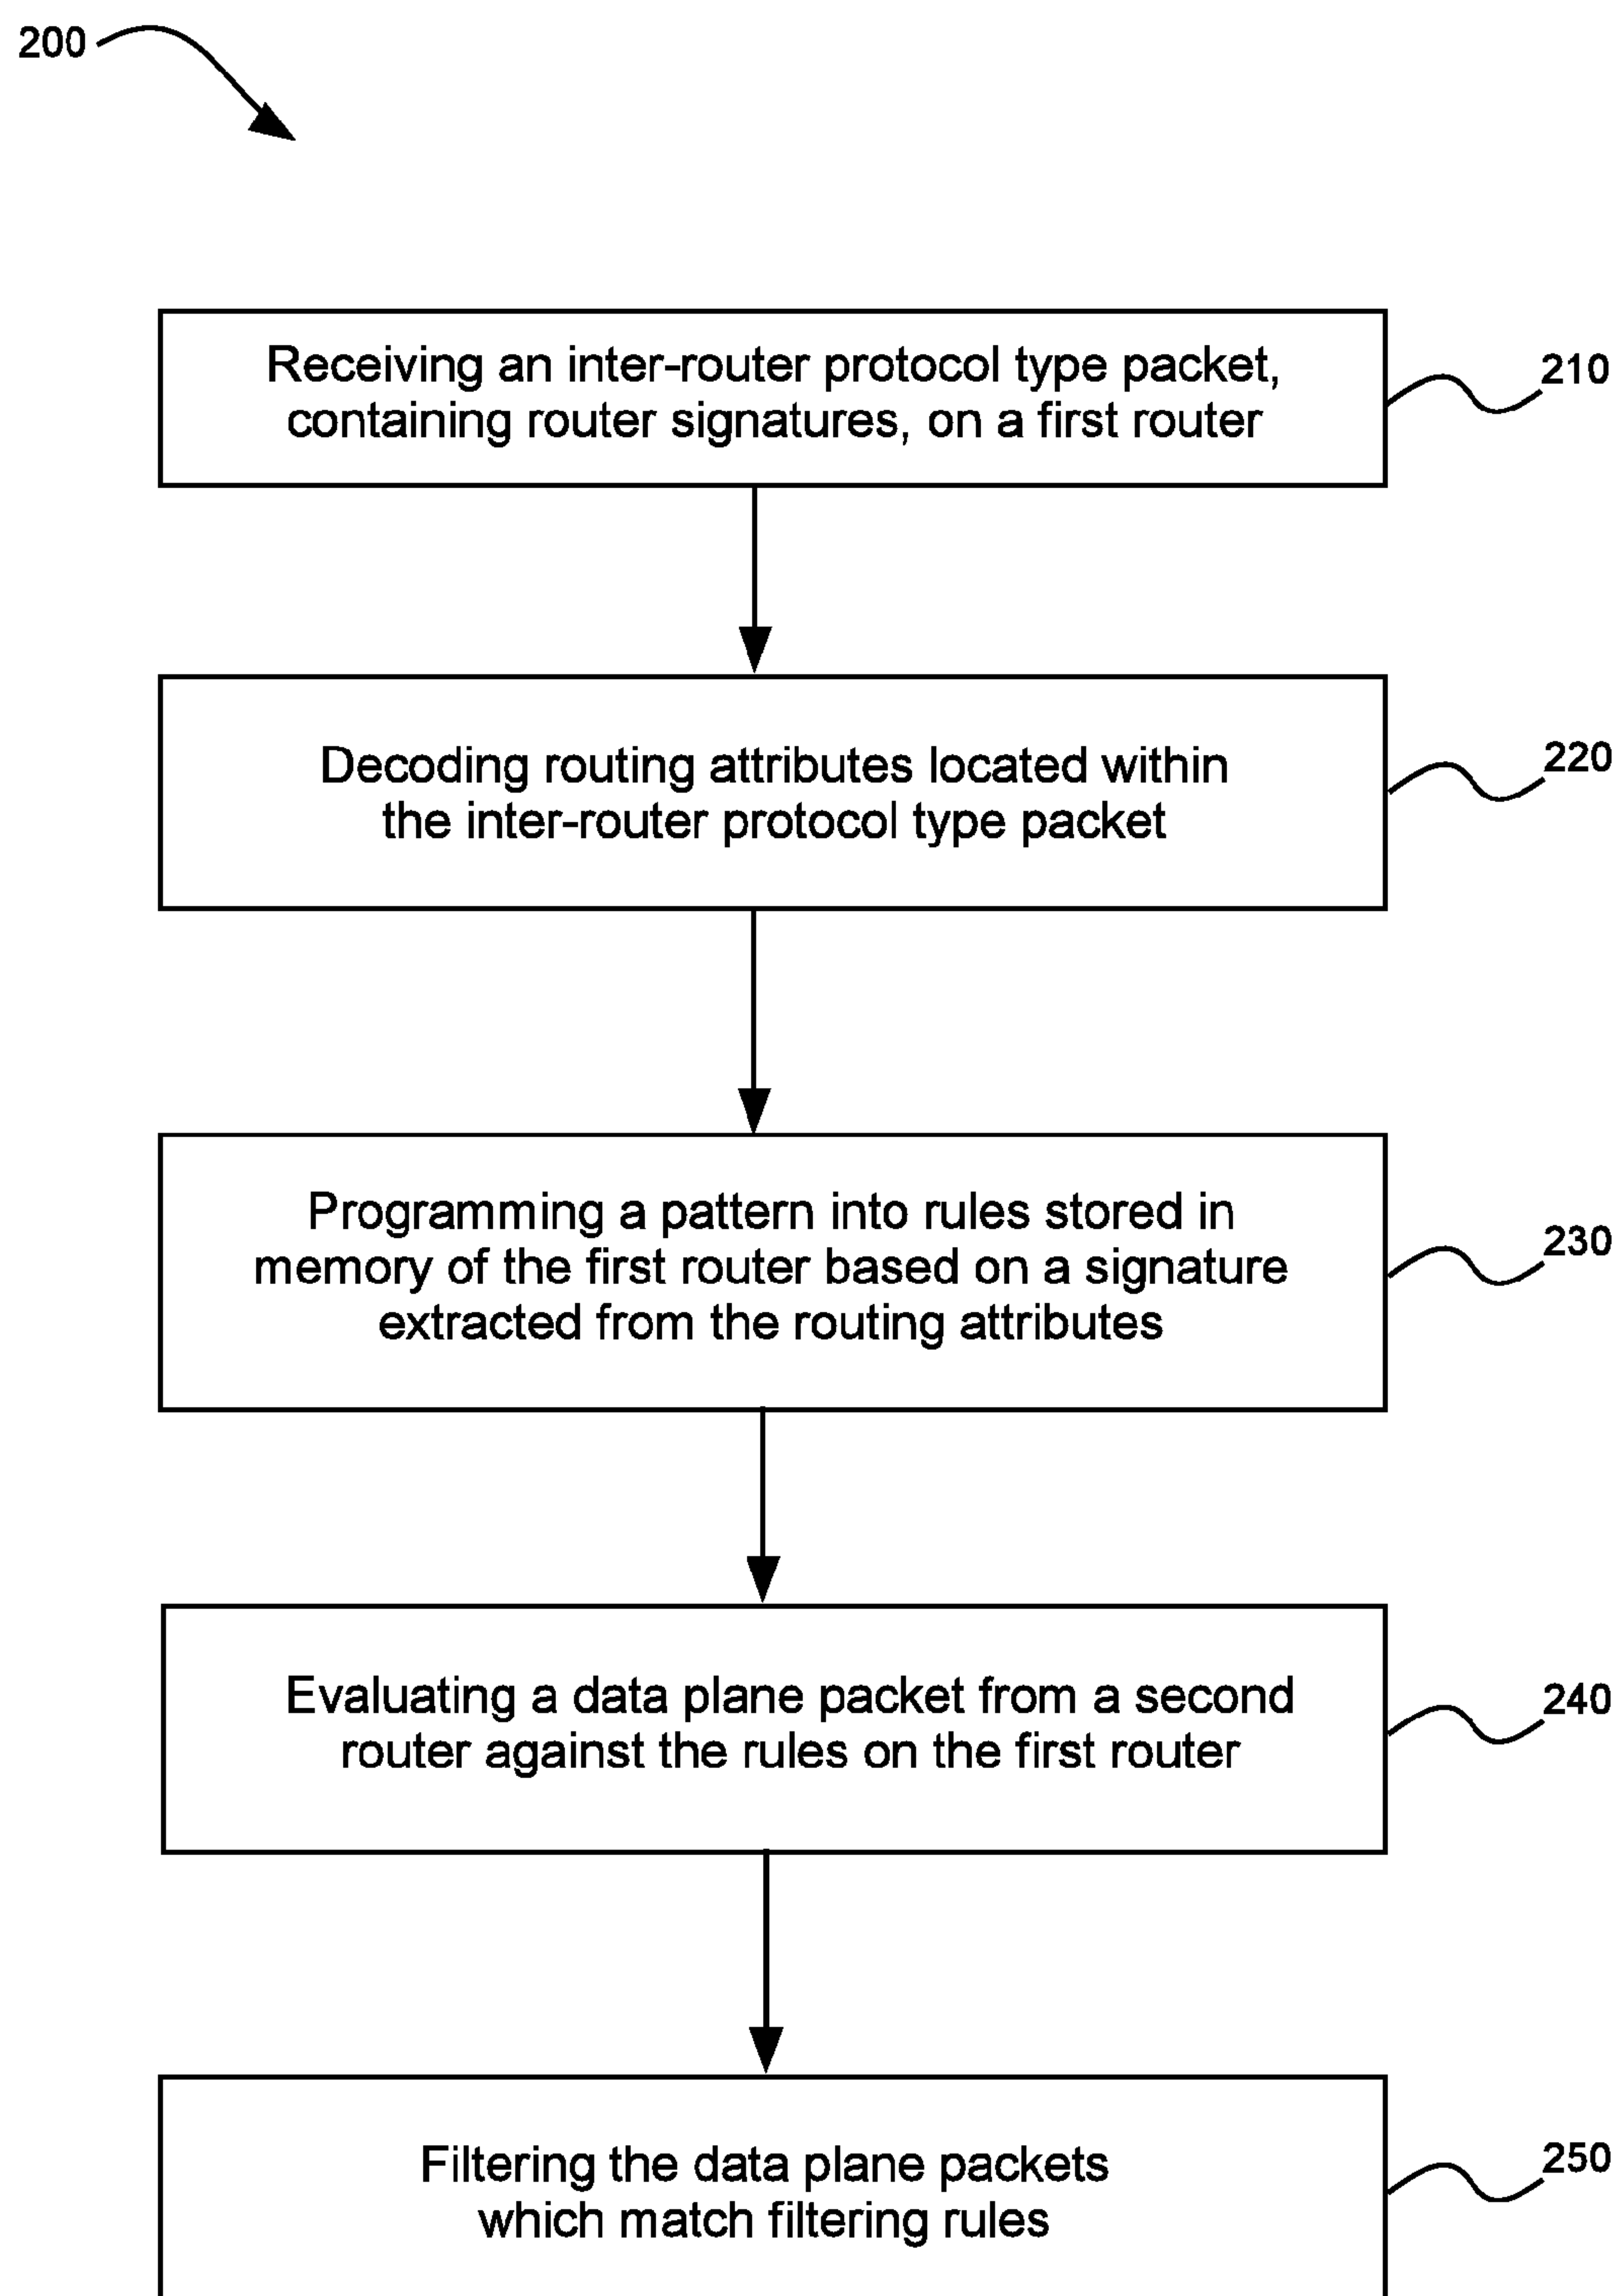 200
Receiving an inter-router protocol type packet,
containing router signatures, on a first router
210
Decoding routing attributes located within
the inter-router protocol type packet
220
Programming a pattern into rules stored in
memory of the first router based on a signature
extracted from the routing attributes
230
Evaluating a data plane packet from a second
router against the rules on the first router
240
Filtering the data plane packets
which match filtering rules
250